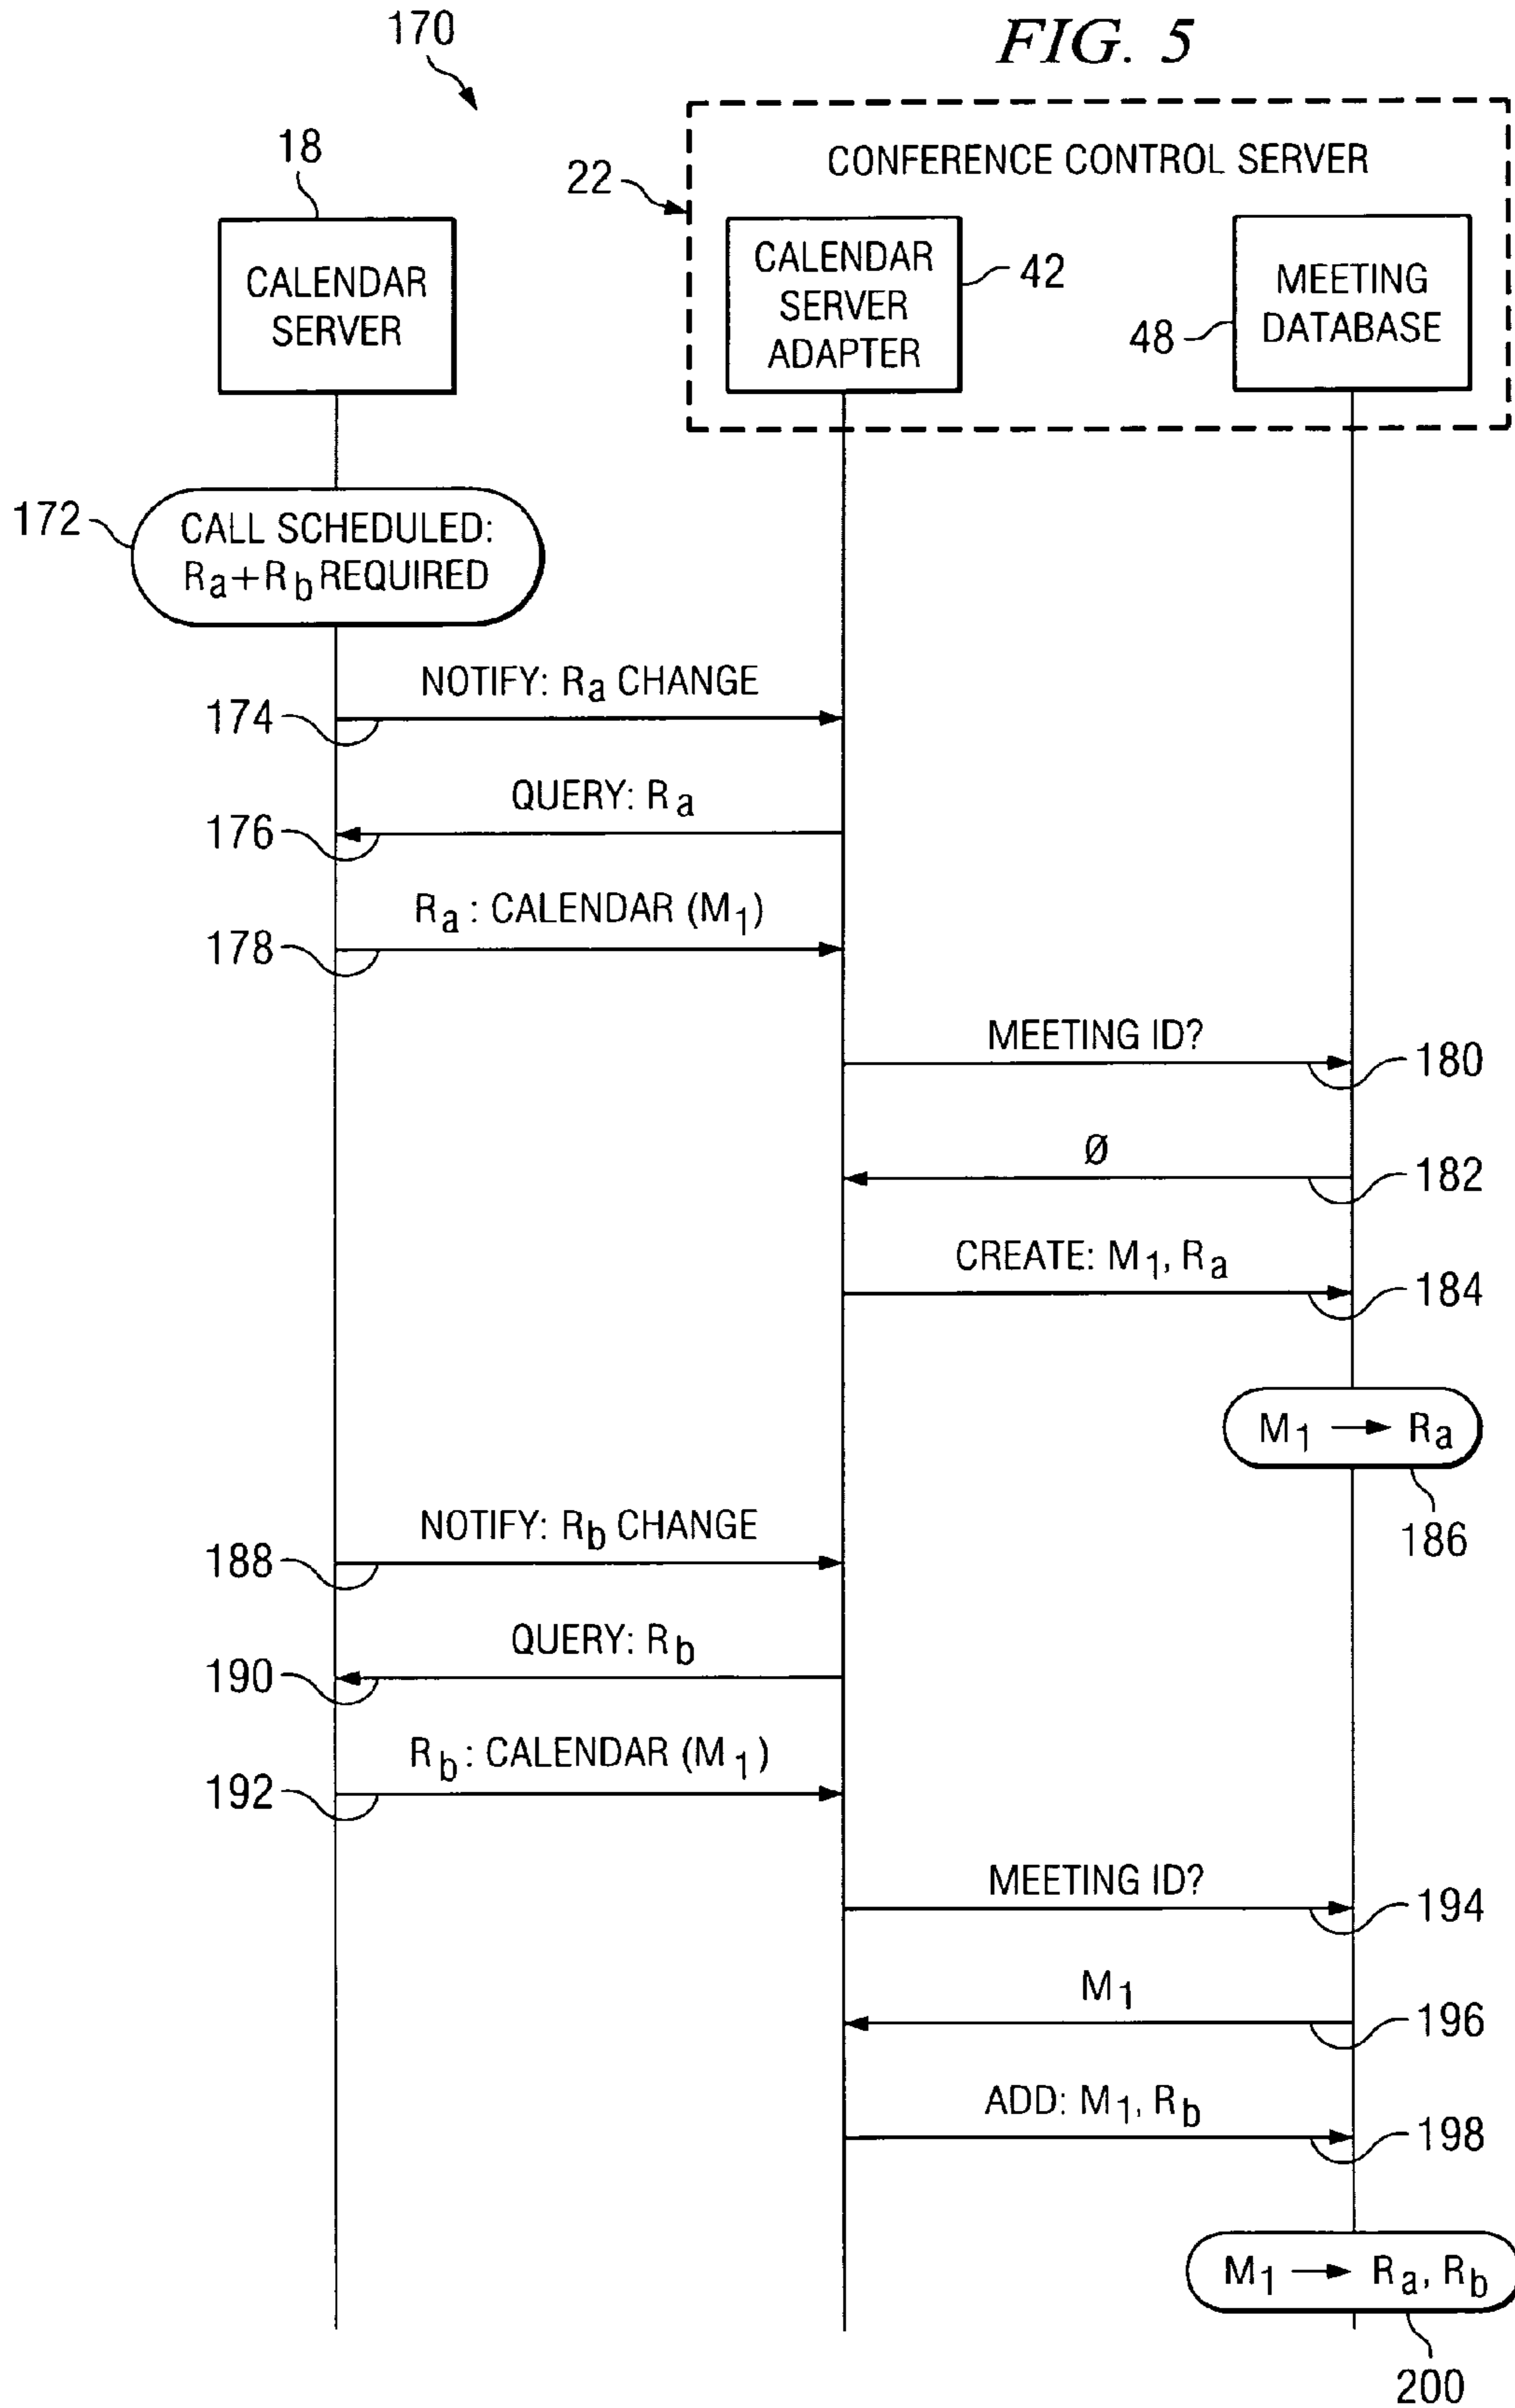 170
FIG. 5
18
22
CONFERENCE CONTROL SERVER
CALENDAR
SERVER
CALENDAR
SERVER
ADAPTER
42
48
MEETING
DATABASE
172
CALL SCHEDULED:
Ra+Rb REQUIRED
NOTIFY: Ra CHANGE
174
QUERY: Ra
176
Ra: CALENDAR (M1)
178
MEETING ID?
180
Ø
182
CREATE: M1, Ra
184
M1 → Ra
186
NOTIFY: Rb CHANGE
188
QUERY: Rb
190
Rb: CALENDAR (M1)
192
MEETING ID?
194
M1
196
ADD: M1, Rb
198
M1 → Ra, Rb
200